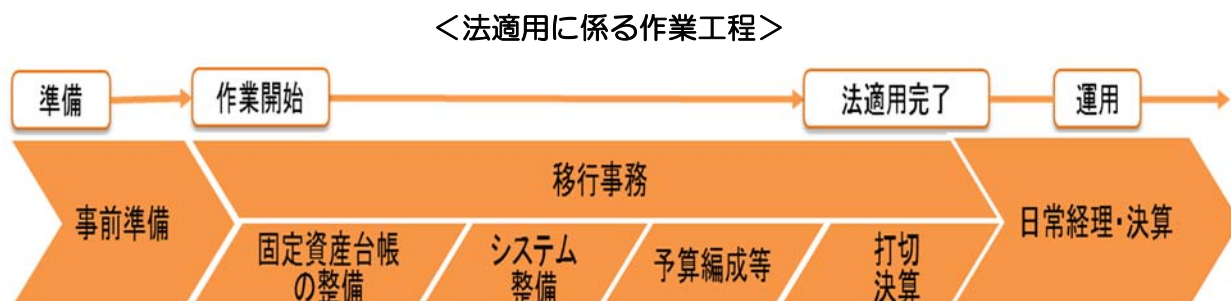 ＜法適用に係る作業工程＞
準備
作業開始
法適用完了
運用
移行事務
事前準備
日常経理･決算
固定資産台帳
の整備
システム
整備
予算編成等
打切
決算